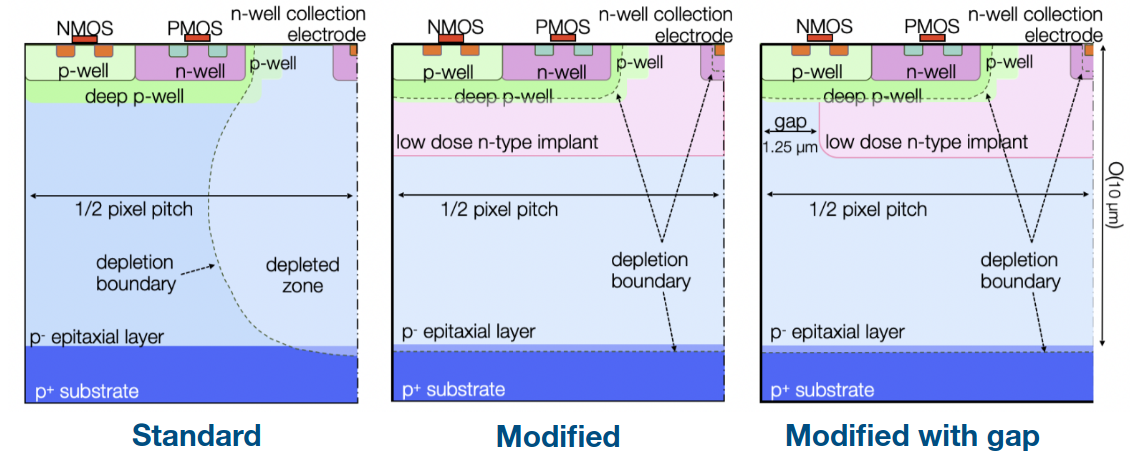 NMOS PMOS n-well collection
electrode
p-well n-well p-well
deep p-well
1/2 pixel pitch
depletion
boundary
depleted
zone
p- epitaxial layer
p+ substrate
Standard
NMOS PMOS n-well collection
electrode
p-well n-well p-well
deep p-well
low dose n-type implant
1/2 pixel pitch
depletion
boundary
p- epitaxial layer
p+ substrate
Modified
NMOS PMOS n-well collection
electrode
p-well n-well p-well
deep p-well
gap
1.25 μm
low dose n-type implant
1/2 pixel pitch
depletion
boundary
p- epitaxial layer
p+ substrate
O(10 μm)
Modified with gap